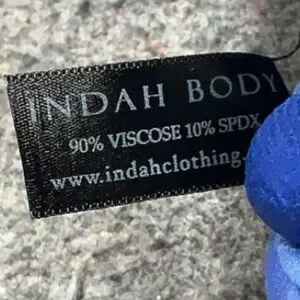 INDAH BODY
90% VISCOSE 10% SPDX
www.indahclothing.